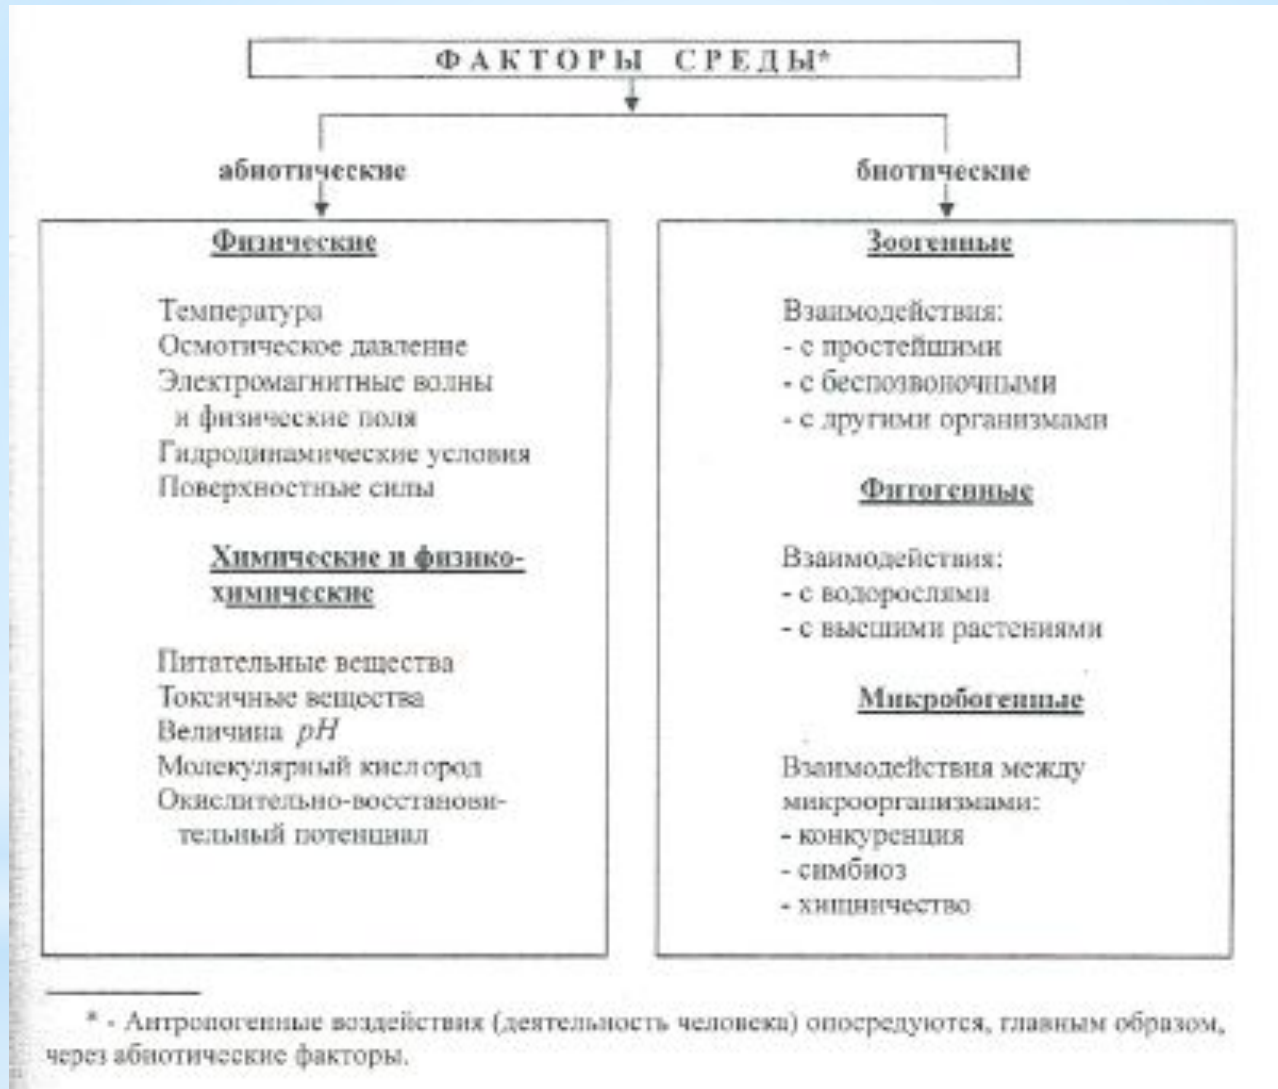 ФАКТОРЫ СРЕДЫ*
абиотические
биотические
Физические
Температура
Осмотическое давление
Электромагнитные волны
и физические поля
Гидродинамические условия
Поверхностные силы
Химические и физико-
химические
Питательные вещества
Токсичные вещества
Величина pH
Молекулярный кислород
Окислительно-восстанови-
тельный потенциал
Зоогенные
Взаимодействия:
- с простейшими
- с беспозвоночными
- с другими организмами
Фитогенные
Взаимодействия:
- с водорослями
- с высшими растениями
Микробогенные
Взаимодействия между
микроорганизмами:
- конкуренция
- симбиоз
- хищничество
* - Антропогенные воздействия (деятельность человека) опосредуются, главным образом,
через абиотические факторы.